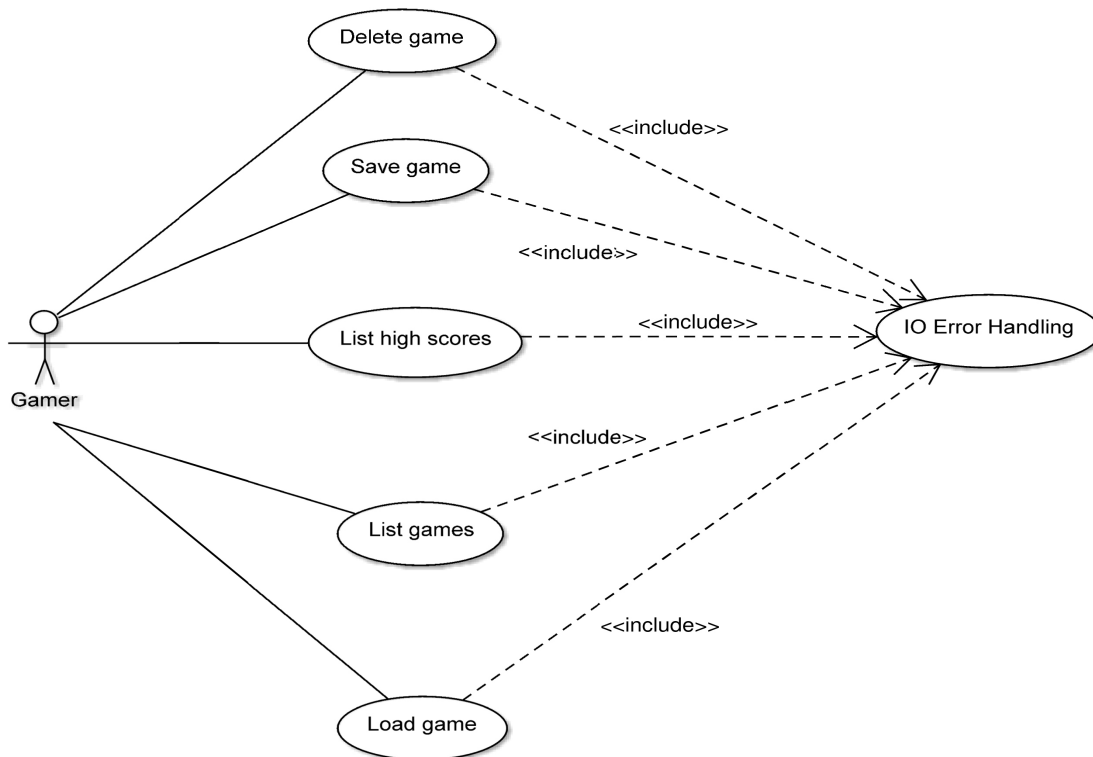 Delete game
<<include>>
Save game
<<include>>
<<include>>
IO Error Handling
List high scores
Gamer
<<include>>
List games
<<include>>
Load game